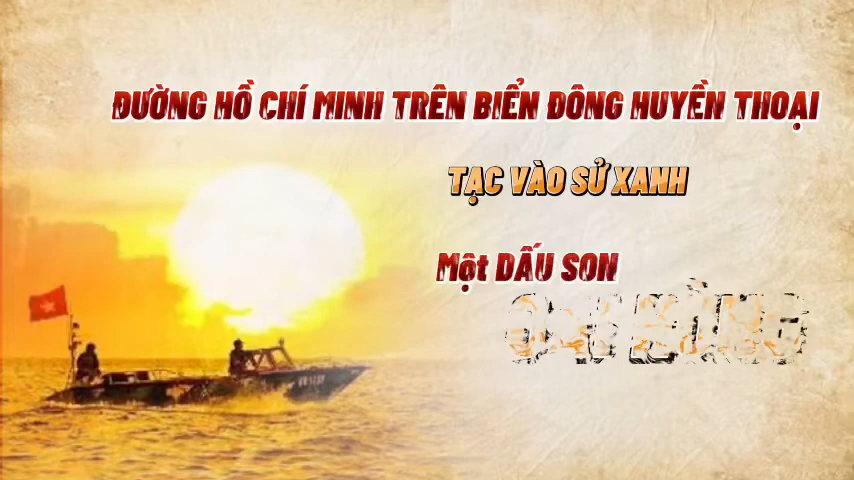 ĐƯỜNG HỒ CHÍ MINH TRÊN BIỂN ĐÔNG HUYỀN THOẠI
TẠC VÀO SỬ XANH
Một DẤU SON